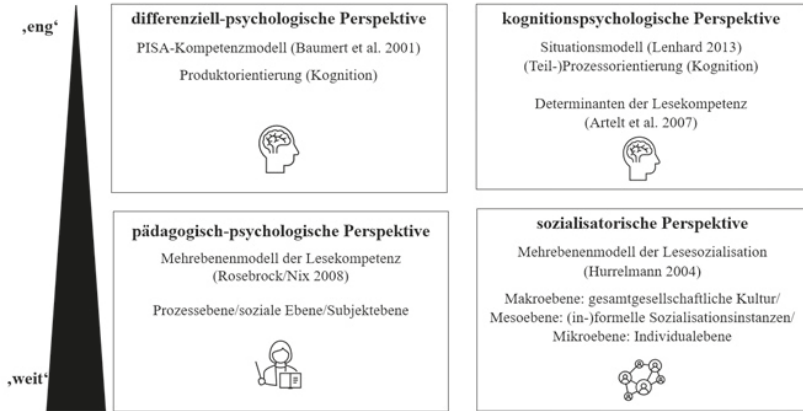 ‚eng‘
differenziell-psychologische Perspektive
PISA-Kompetenzmodell (Baumert et al. 2001)
Produktorientierung (Kognition)
kognitionspsychologische Perspektive
Situationsmodell (Lenhard 2013)
(Teil-)Prozessorientierung (Kognition)
Determinanten der Lesekompetenz
(Artelt et al. 2007)
pädagogisch-psychologische Perspektive
Mehrebenenmodell der Lesekompetenz
(Rosebrock/Nix 2008)
Prozessebene/soziale Ebene/Subjektebene
sozialisatorische Perspektive
Mehrebenenmodell der Lesesozialisation
(Hurrelmann 2004)
Makroebene: gesamtgesellschaftliche Kultur/
Mesoebene: (in-)formelle Sozialisationsinstanzen/
Mikroebene: Individualebene
‚weit‘